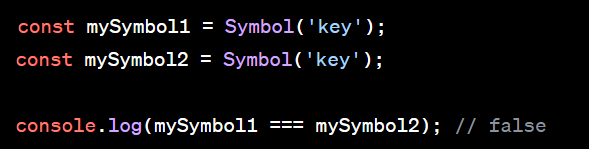 const mySymbol1 = Symbol('key');
const mySymbol2 = Symbol('key');
console.log(mySymbol1 === mySymbol2); // false